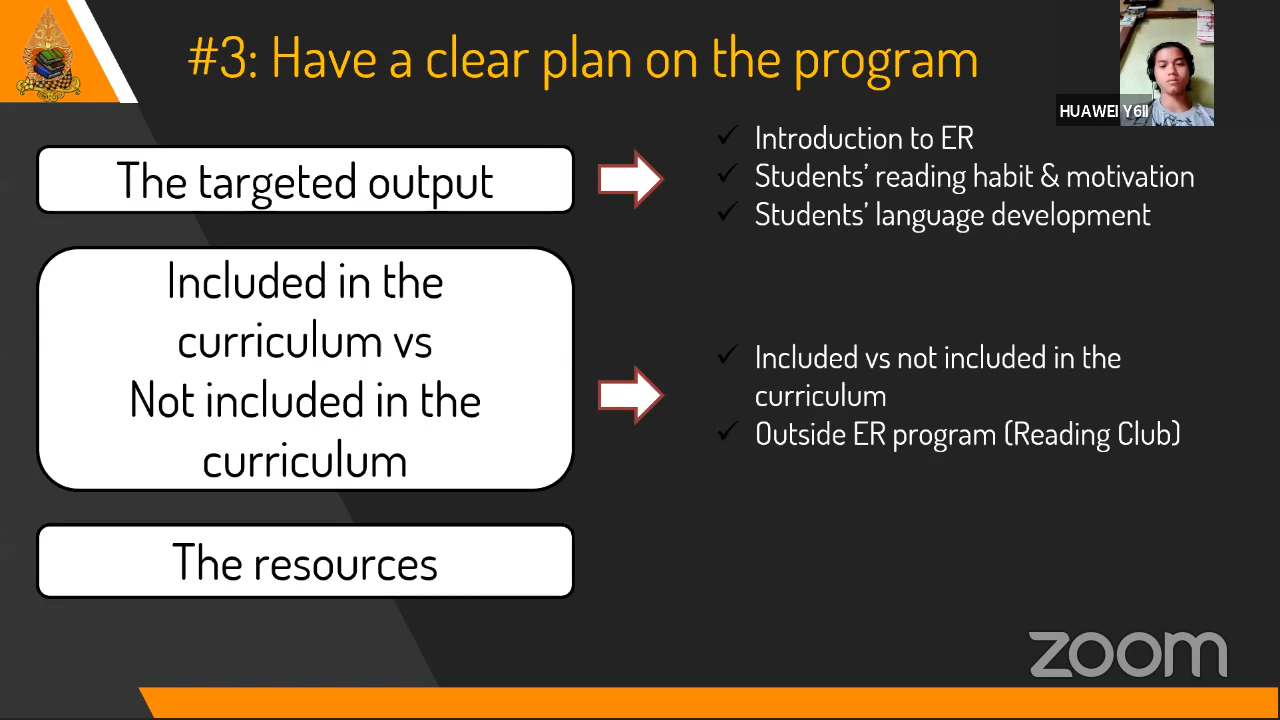 #3: Have a clear plan on the program
HUAWEI Y6II
The targeted output
Introduction to ER
Students’ reading habit & motivation
Students’ language development
Included in the
curriculum vs
Not included in the
curriculum
Included vs not included in the
curriculum
Outside ER program (Reading Club)
The resources
zoom